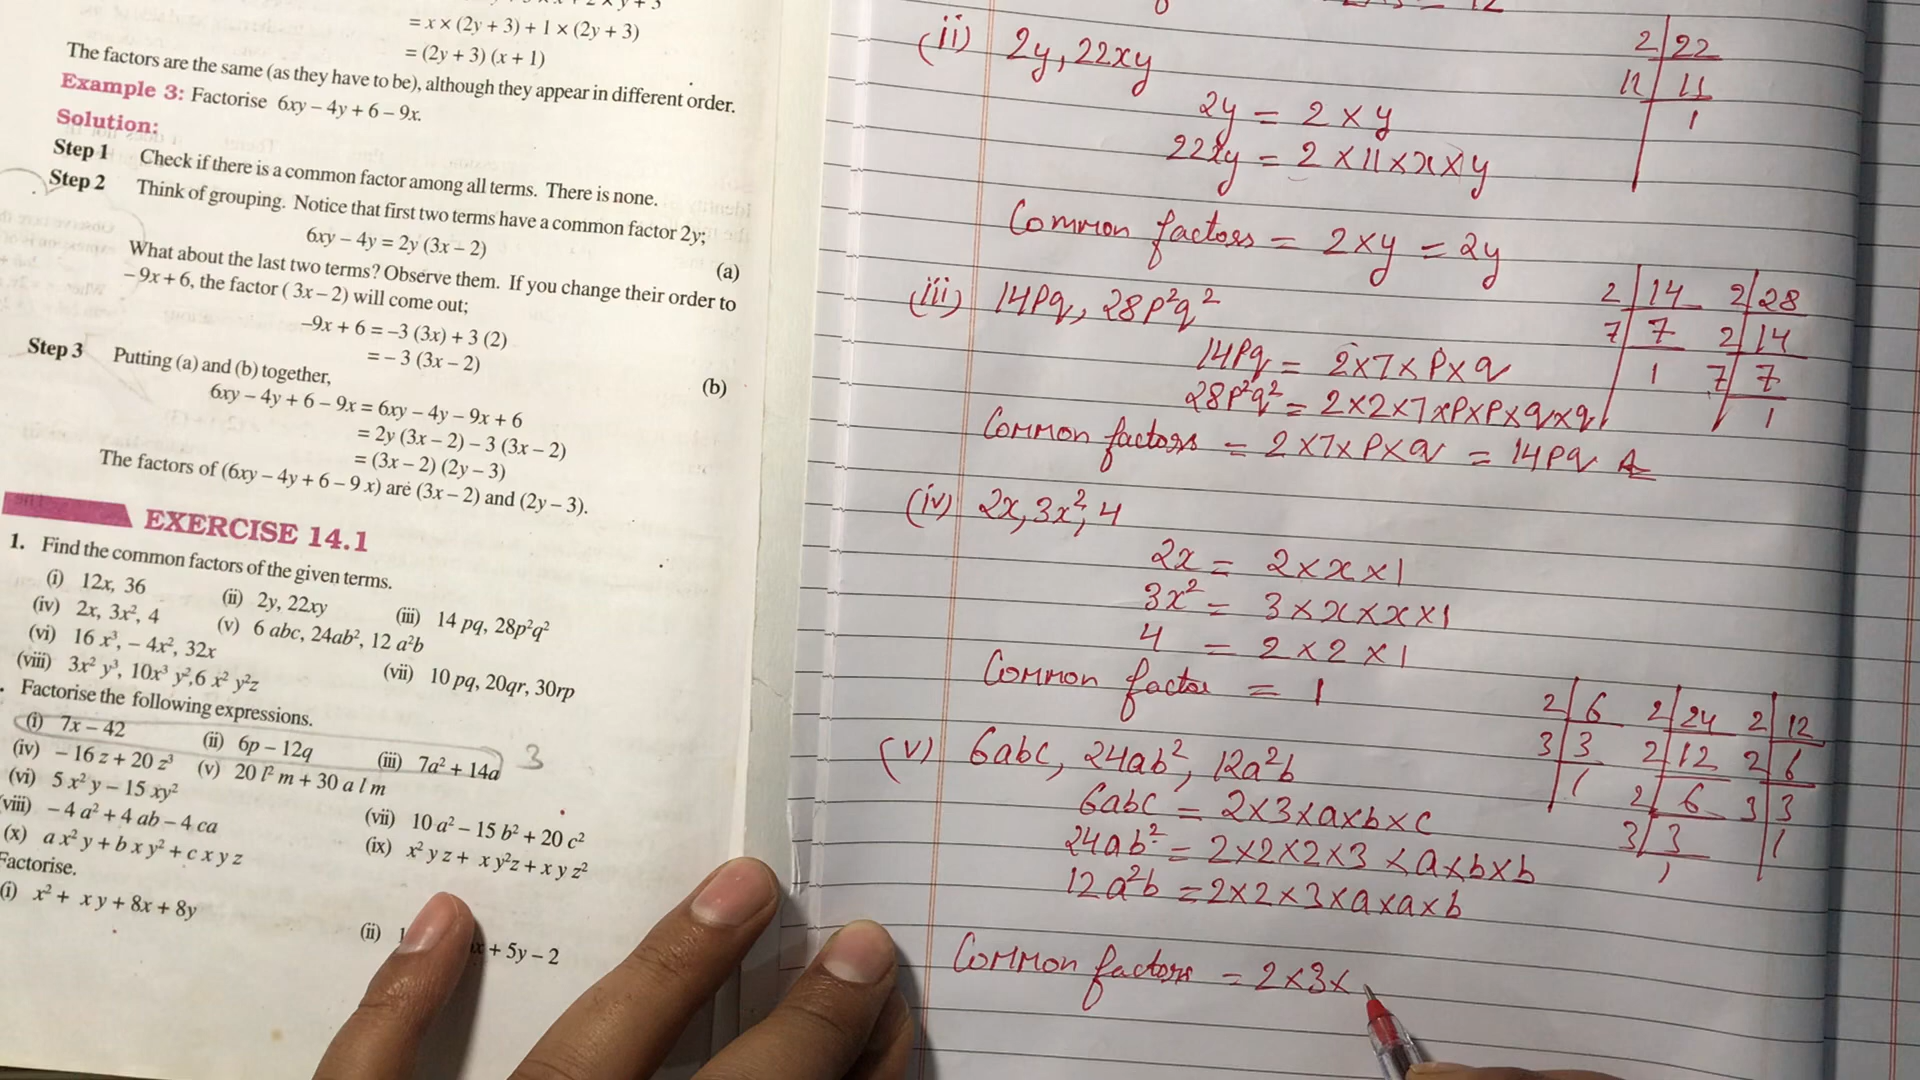 = x × (2y + 3) + 1 × (2y + 3)
= (2y + 3) (x + 1)
The factors are the same (as they have to be), although they appear in different order.
Example 3: Factorise 6xy – 4y + 6 – 9x.
Solution:
Step 1 Check if there is a common factor among all terms. There is none.
Step 2 Think of grouping. Notice that first two terms have a common factor 2y;
6xy – 4y = 2y (3x – 2) (a)
What about the last two terms? Observe them. If you change their order to
– 9x + 6, the factor ( 3x – 2) will come out;
–9x + 6 = –3 (3x) + 3 (2)
= – 3 (3x – 2) (b)
Step 3 Putting (a) and (b) together,
6xy – 4y + 6 – 9x = 6xy – 4y – 9x + 6
= 2y (3x – 2) – 3 (3x – 2)
= (3x – 2) (2y – 3)
The factors of (6xy – 4y + 6 – 9 x) are (3x – 2) and (2y – 3).
EXERCISE 14.1
1. Find the common factors of the given terms.
(i) 12x, 36 (ii) 2y, 22xy (iii) 14 pq, 28p²q²
(iv) 2x, 3x², 4 (v) 6 abc, 24ab², 12 a²b
(vi) 16 x³, – 4x², 32x (vii) 10 pq, 20qr, 30rp
(viii) 3x² y³, 10x³ y², 6 x² y²z
. Factorise the following expressions.
(i) 7x – 42 (ii) 6p – 12q (iii) 7a² + 14a 3
(iv) – 16 z + 20 z³ (v) 20 l² m + 30 a l m
(vi) 5 x² y – 15 xy² (vii) 10 a² – 15 b² + 20 c²
(viii) – 4 a² + 4 ab – 4 ca (ix) x² y z + x y²z + x y z²
(x) a x² y + b x y² + c x y z
Factorise.
(i) x² + x y + 8x + 8y (ii) 1 + 5y – 2
(ii) 2y, 22xy
2y = 2 × y
22xy = 2 × 11 × x × y
Common factors = 2 × y = 2y
2 22
11 11
1
(iii) 14pq, 28p²q²
14pq = 2×7×p×q
28p²q² = 2×2×7×p×p×q×q
Common factors = 2×7×p×q = 14pq
2 14 2 28
7 7 2 14
1 7 7
1
(iv) 2x, 3x², 4
2x = 2 × x × 1
3x² = 3 × x × x × 1
4 = 2 × 2 × 1
Common factor = 1
(v) 6abc, 24ab², 12a²b
6abc = 2×3×a×b×c
24ab² = 2×2×2×3×a×b×b
12a²b = 2×2×3×a×a×b
2 6 2 24 2 12
3 3 2 12 2 6
1 2 6 3 3
3 3 1
1
Common factors = 2×3×